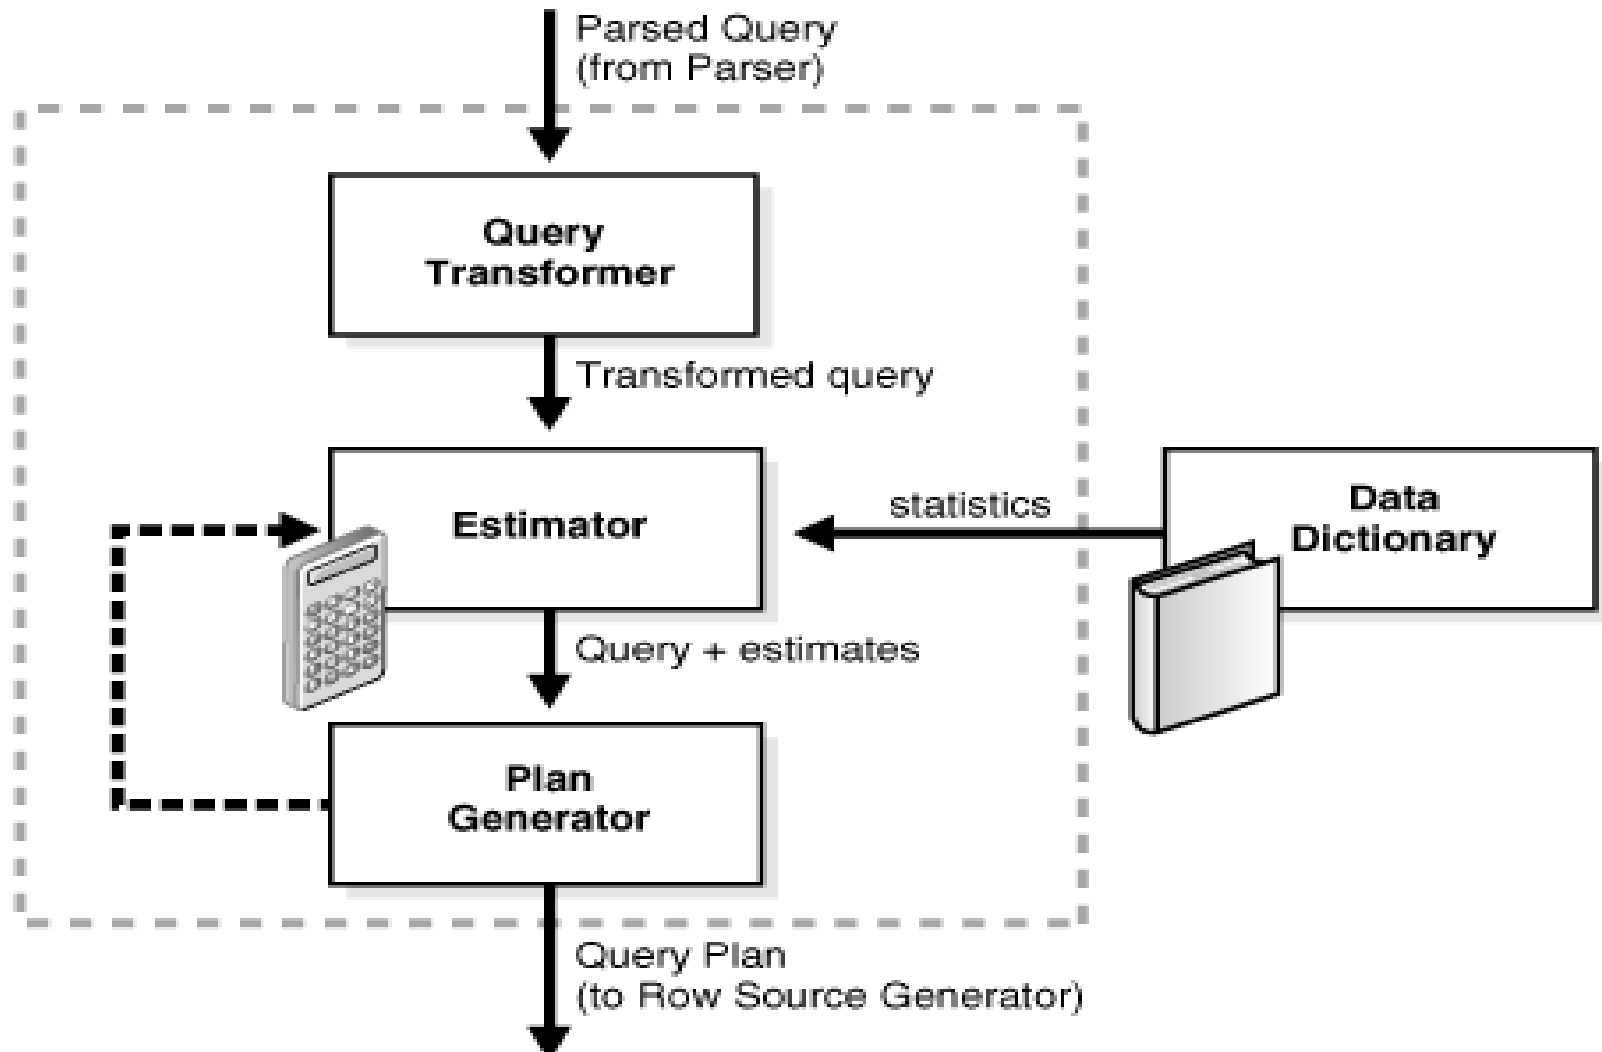 Parsed Query
(from Parser)
Query
Transformer
Transformed query
Estimator
statistics
Data
Dictionary
Query + estimates
Plan
Generator
Query Plan
(to Row Source Generator)